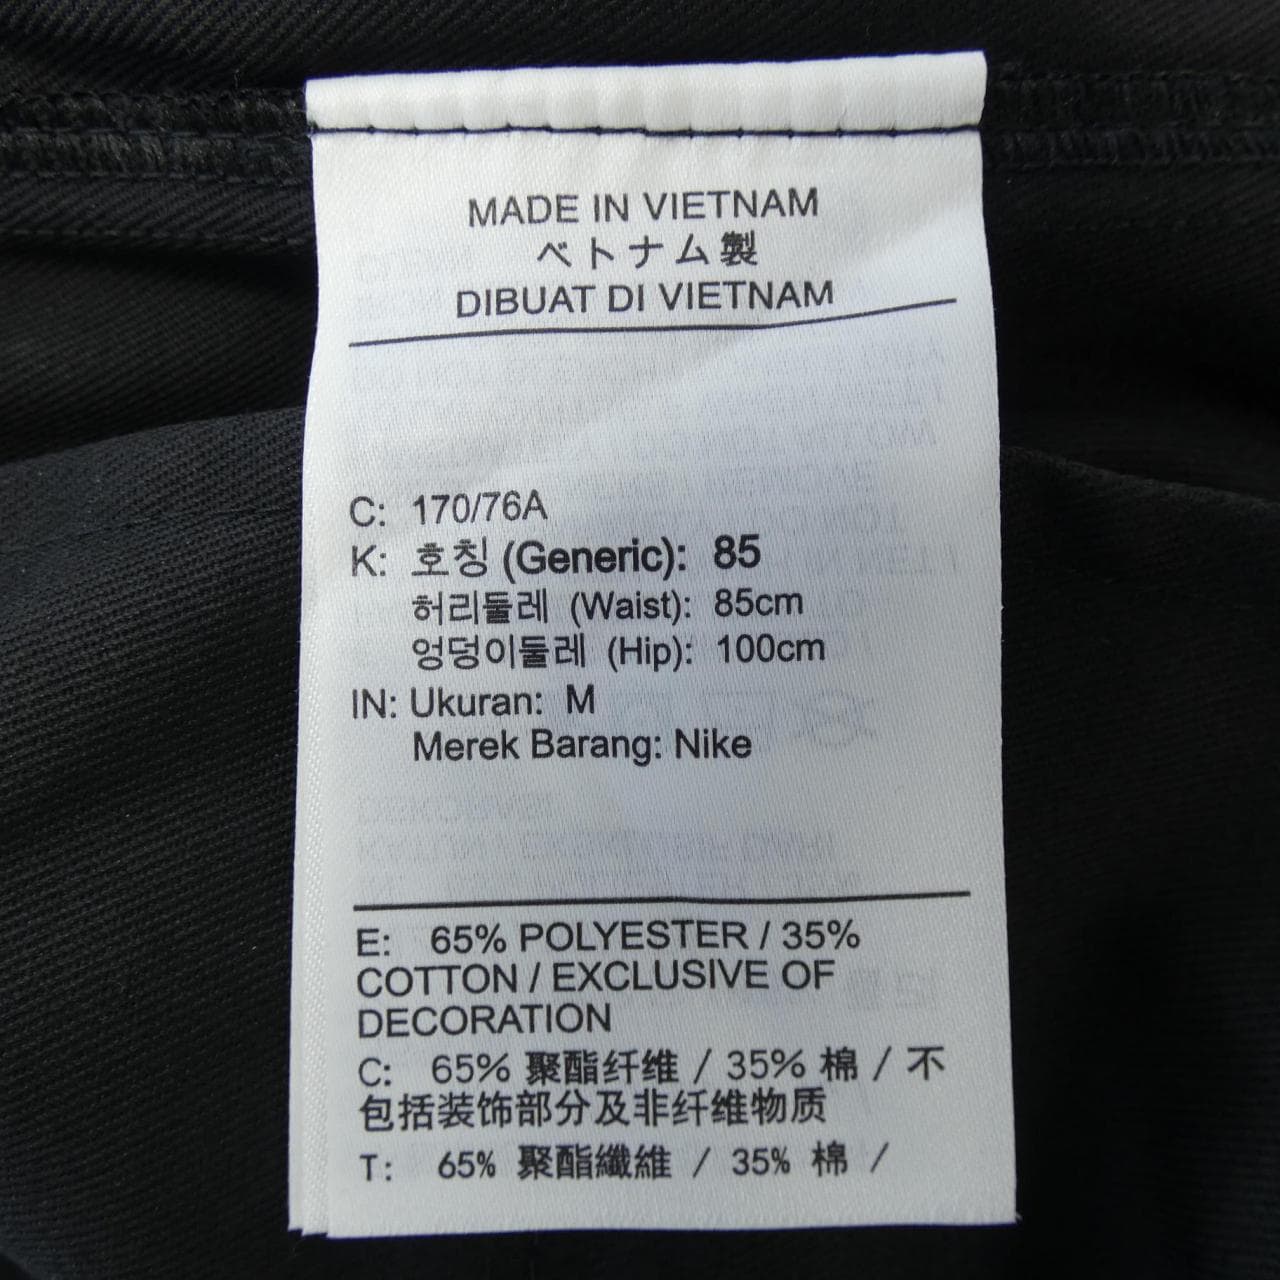 MADE IN VIETNAM
ベトナム製
DIBUAT DI VIETNAM
C: 170/76A
K: 호칭 (Generic): 85
허리둘레 (Waist): 85cm
엉덩이둘레 (Hip): 100cm
IN: Ukuran: M
Merek Barang: Nike
E: 65% POLYESTER / 35%
COTTON / EXCLUSIVE OF
DECORATION
C: 65% 聚酯纤维 / 35% 棉 / 不
包括装饰部分及非纤维物质
T: 65% 聚酯纖維 / 35% 棉 /